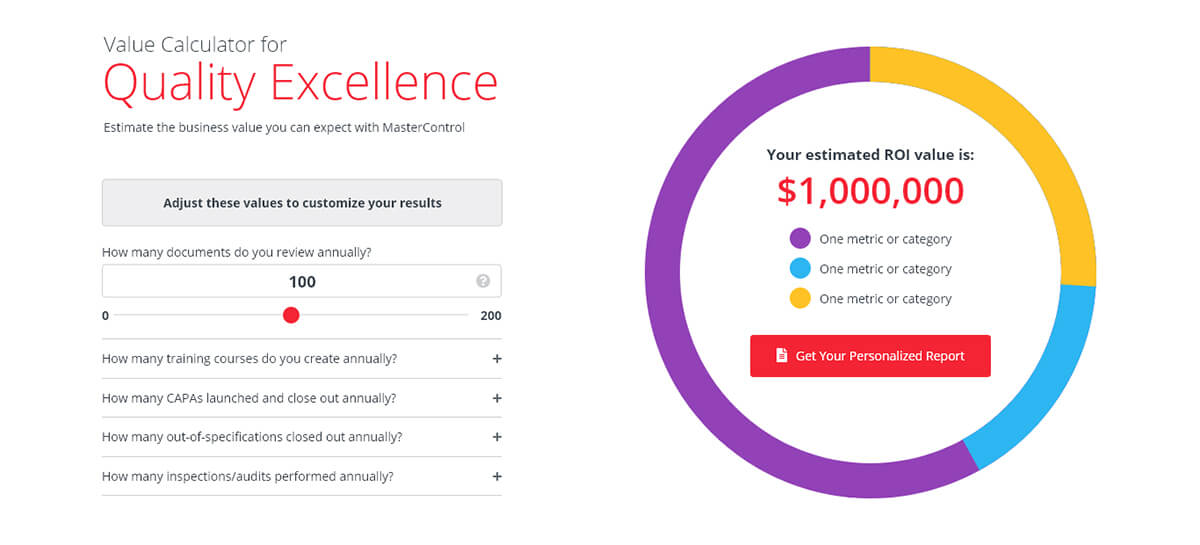 Value Calculator for
Quality Excellence
Estimate the business value you can expect with MasterControl
Adjust these values to customize your results
How many documents do you review annually?
100
?
0
200
How many training courses do you create annually?
+
How many CAPAs launched and close out annually?
+
How many out-of-specifications closed out annually?
+
How many inspections/audits performed annually?
+
Your estimated ROI value is:
$1,000,000
One metric or category
One metric or category
One metric or category
Get Your Personalized Report